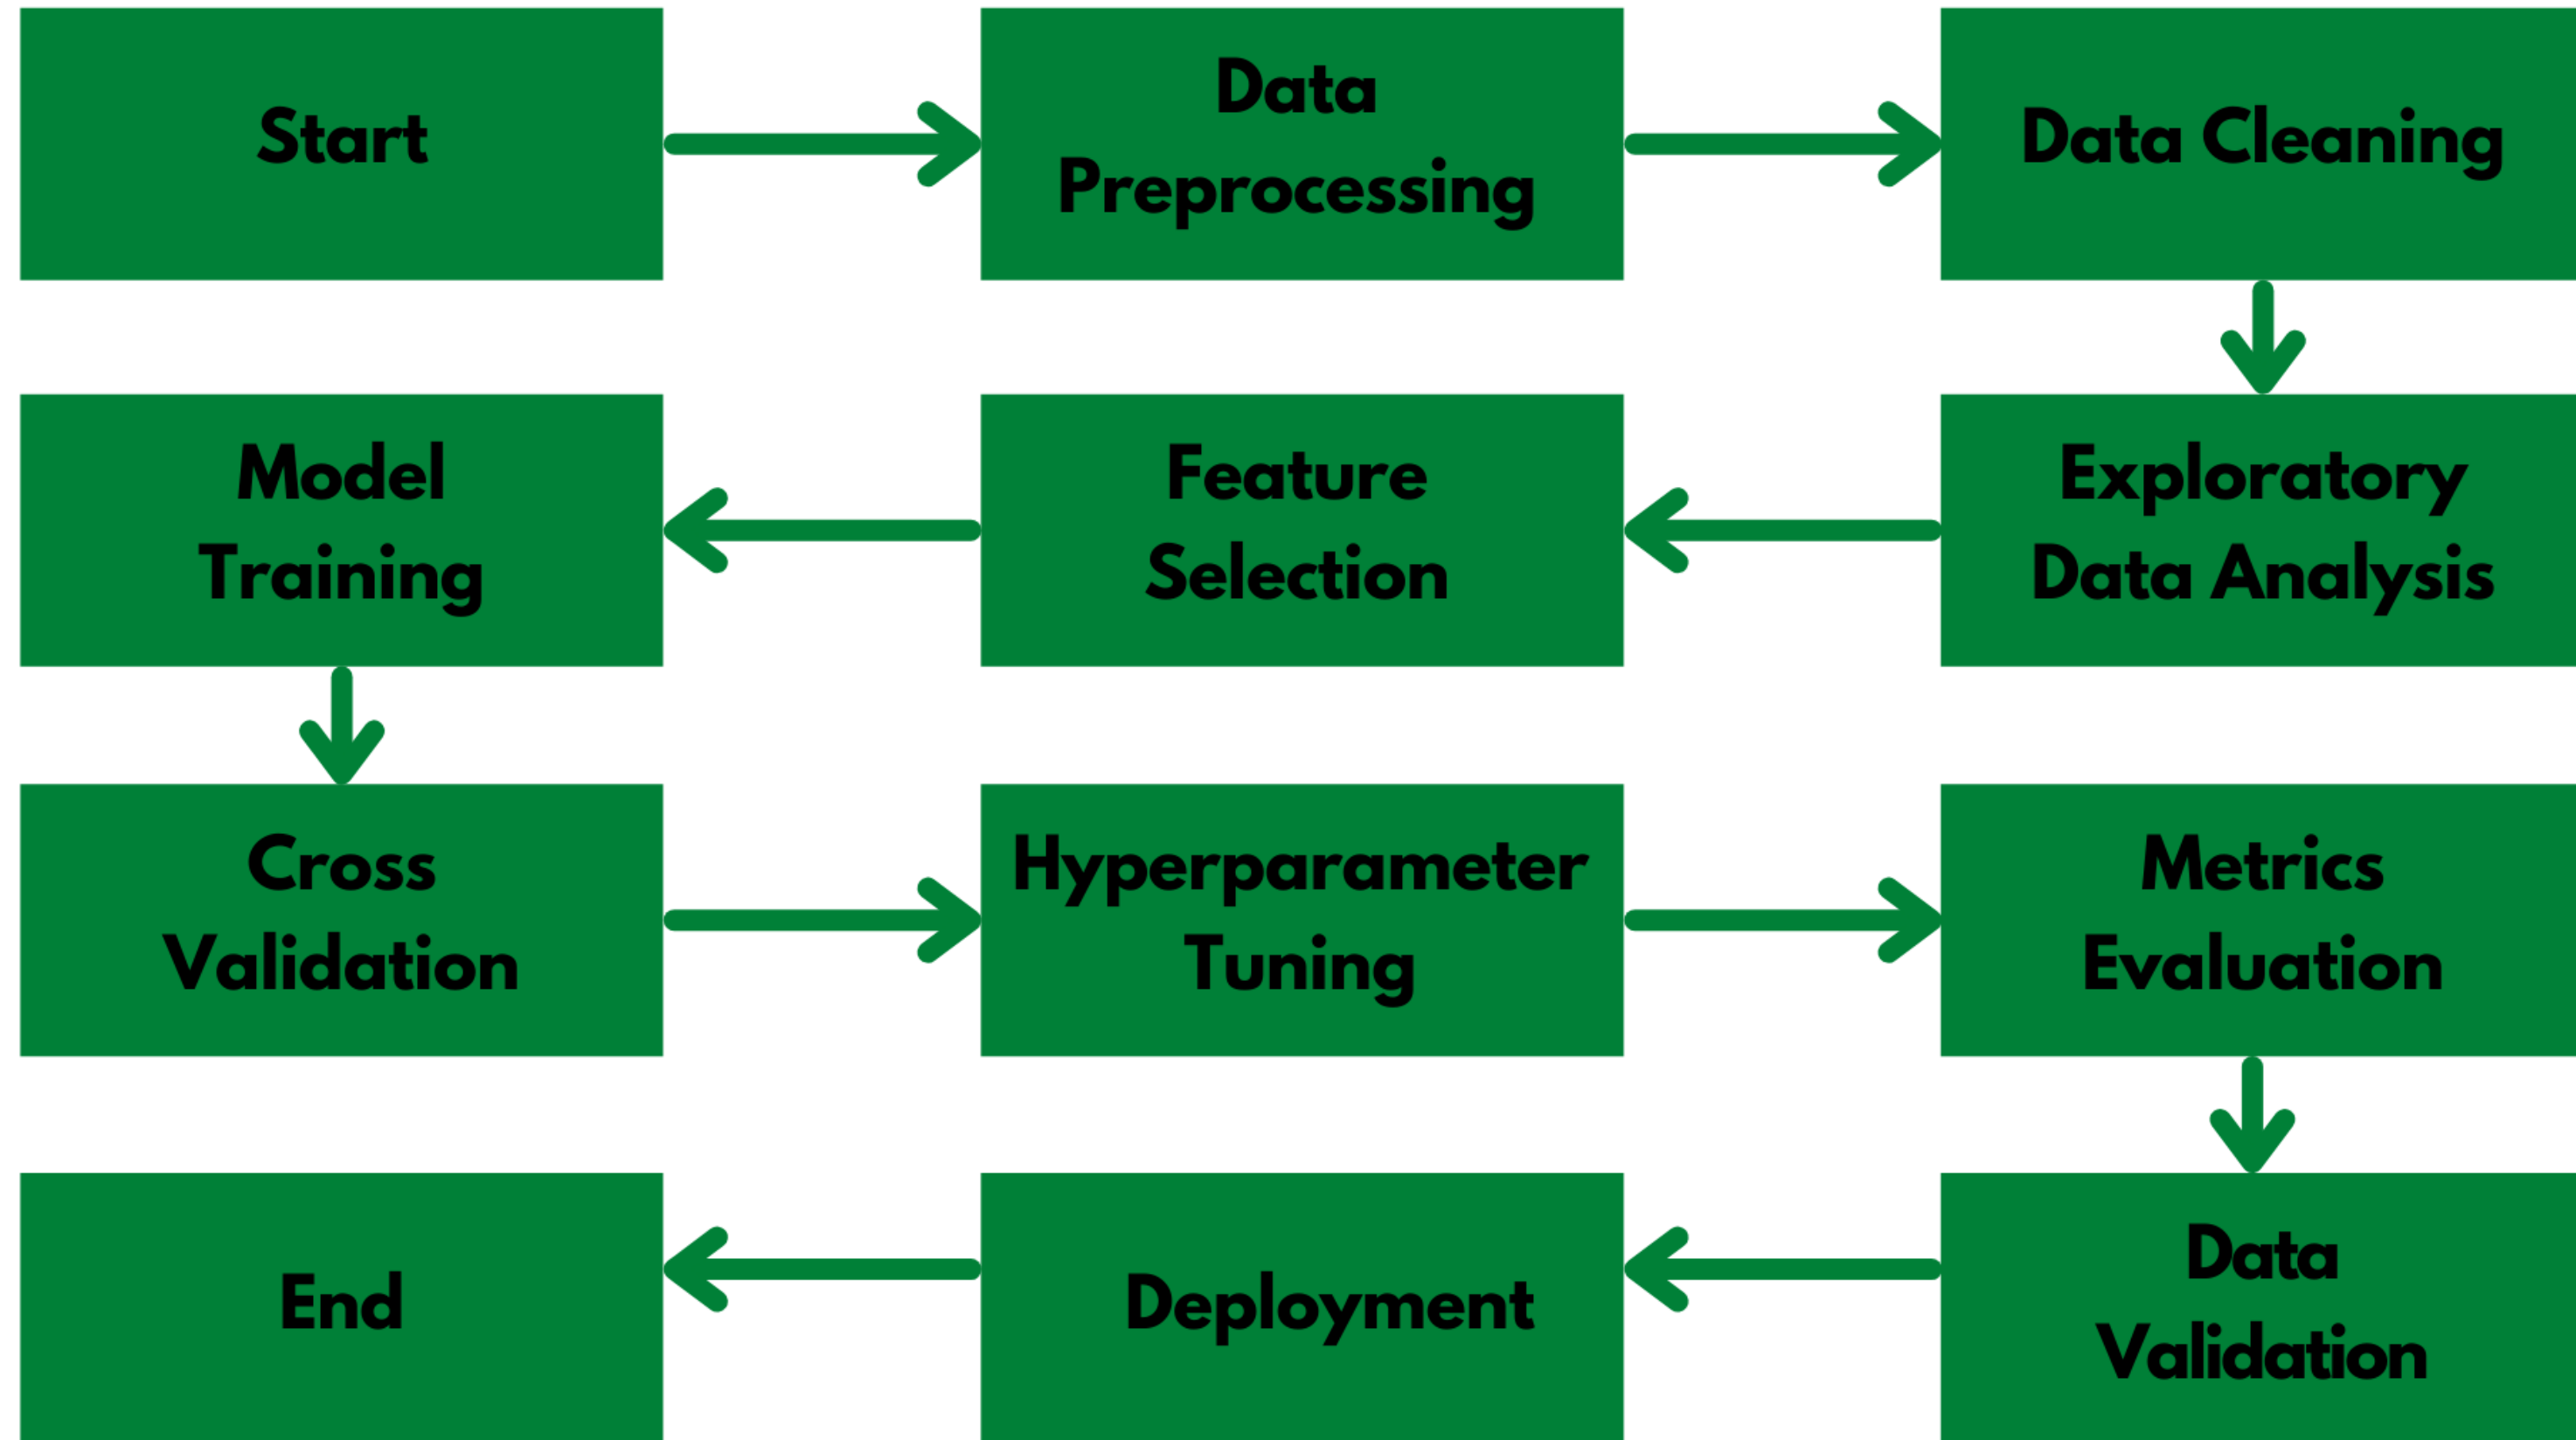 Start
Data
Preprocessing
Data Cleaning
Exploratory
Data Analysis
Feature
Selection
Model
Training
Cross
Validation
Hyperparameter
Tuning
Metrics
Evaluation
Data
Validation
Deployment
End